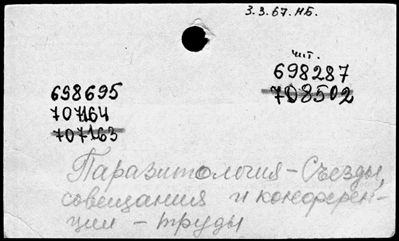 3.3.67.НБ.
чит.
698287
708502
698695
707164
707163
Паразитология – Съезды,
совещания и конферен-
ции – труды